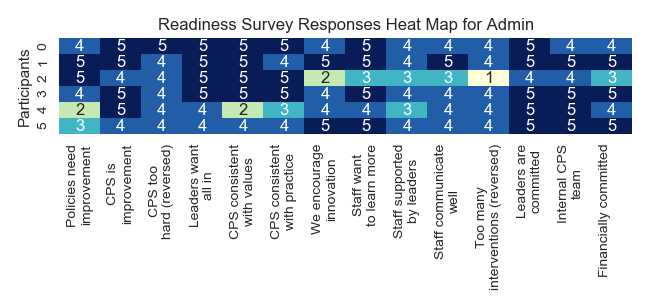 Readiness Survey Responses Heat Map for Admin
Participants
0 4 5 5 5 5 5 4 5 4 4 4 5 4 4
1 5 5 4 5 5 4 5 5 4 5 4 5 5 5
2 5 4 4 5 5 5 2 3 3 3 1 4 4 3
3 4 5 4 5 5 5 4 5 4 4 4 5 5 5
4 2 5 4 4 2 3 4 4 3 4 4 5 5 4
5 3 4 4 4 4 4 5 5 4 4 4 5 5 5
Policies need
improvement
CPS is
improvement
CPS too
hard (reversed)
Leaders want
all in
CPS consistent
with values
CPS consistent
with practice
We encourage
innovation
Staff want
to learn more
Staff supported
by leaders
Staff communicate
well
Too many
interventions (reversed)
Leaders are
committed
Internal CPS
team
Financially committed